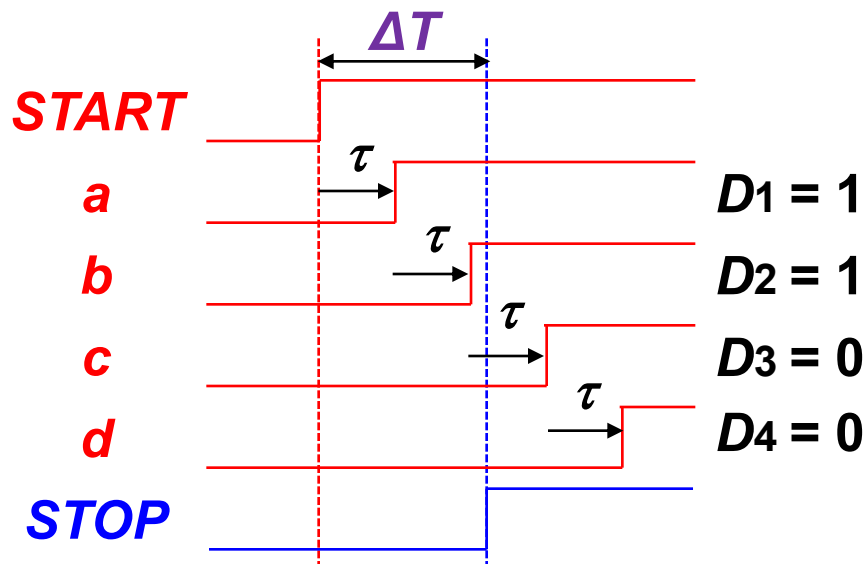 ΔT
START
τ
a
D1 = 1
τ
b
D2 = 1
τ
c
D3 = 0
τ
d
D4 = 0
STOP